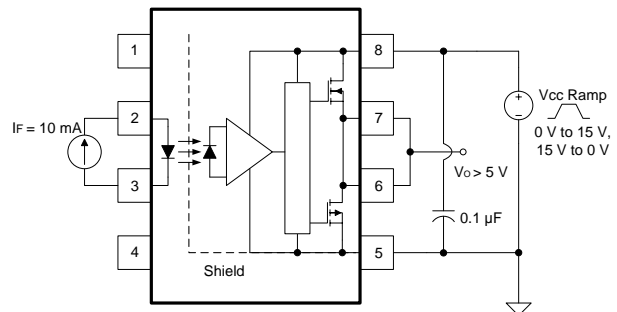 1
8
IF = 10 mA
2
7
Vcc Ramp
0 V to 15 V,
15 V to 0 V
+
-
3
6
VO > 5 V
0.1 µF
4
5
Shield